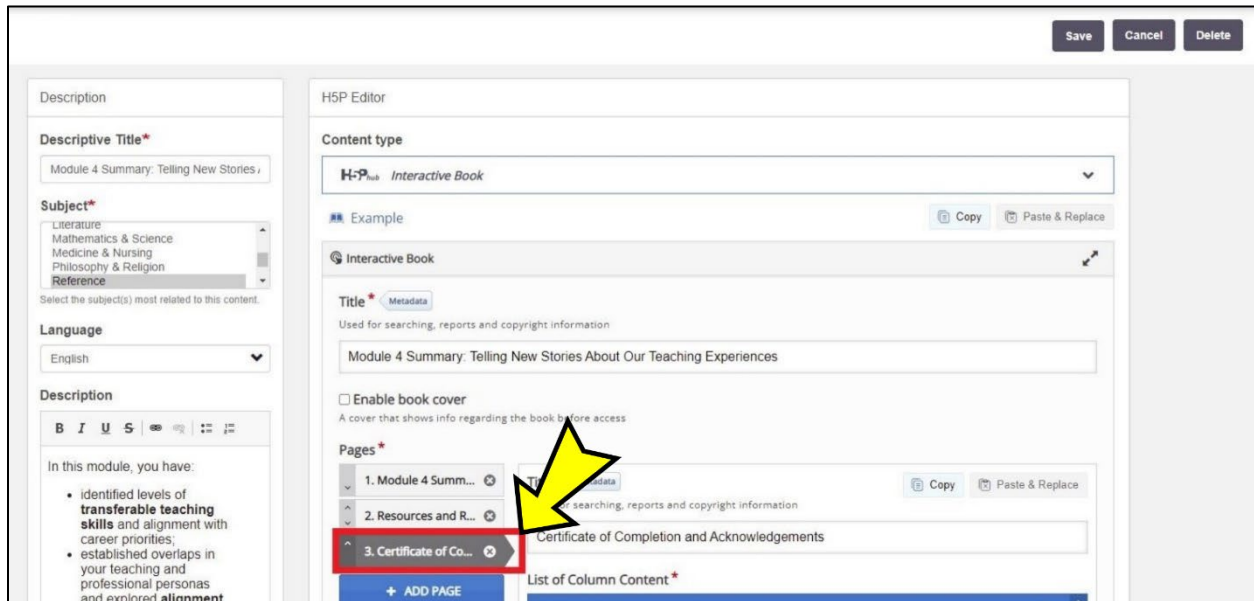 Save Cancel Delete
Description
Descriptive Title*
Module 4 Summary: Telling New Stories
Subject*
Literature
Mathematics & Science
Medicine & Nursing
Philosophy & Religion
Reference
Select the subject(s) most related to this content.
Language
English
Description
B I U S
In this module, you have:
identified levels of
transferable teaching
skills and alignment with
career priorities;
established overlaps in
your teaching and
professional personas
and explored alignment
H5P Editor
Content type
H5P hub Interactive Book
Example Copy Paste & Replace
Interactive Book
Title * Metadata
Used for searching, reports and copyright information
Module 4 Summary: Telling New Stories About Our Teaching Experiences
Enable book cover
A cover that shows info regarding the book before access
Pages*
1. Module 4 Summ...
2. Resources and R...
3. Certificate of Co...
+ ADD PAGE
Copy Paste & Replace
searching, reports and copyright information
Certificate of Completion and Acknowledgements
List of Column Content *